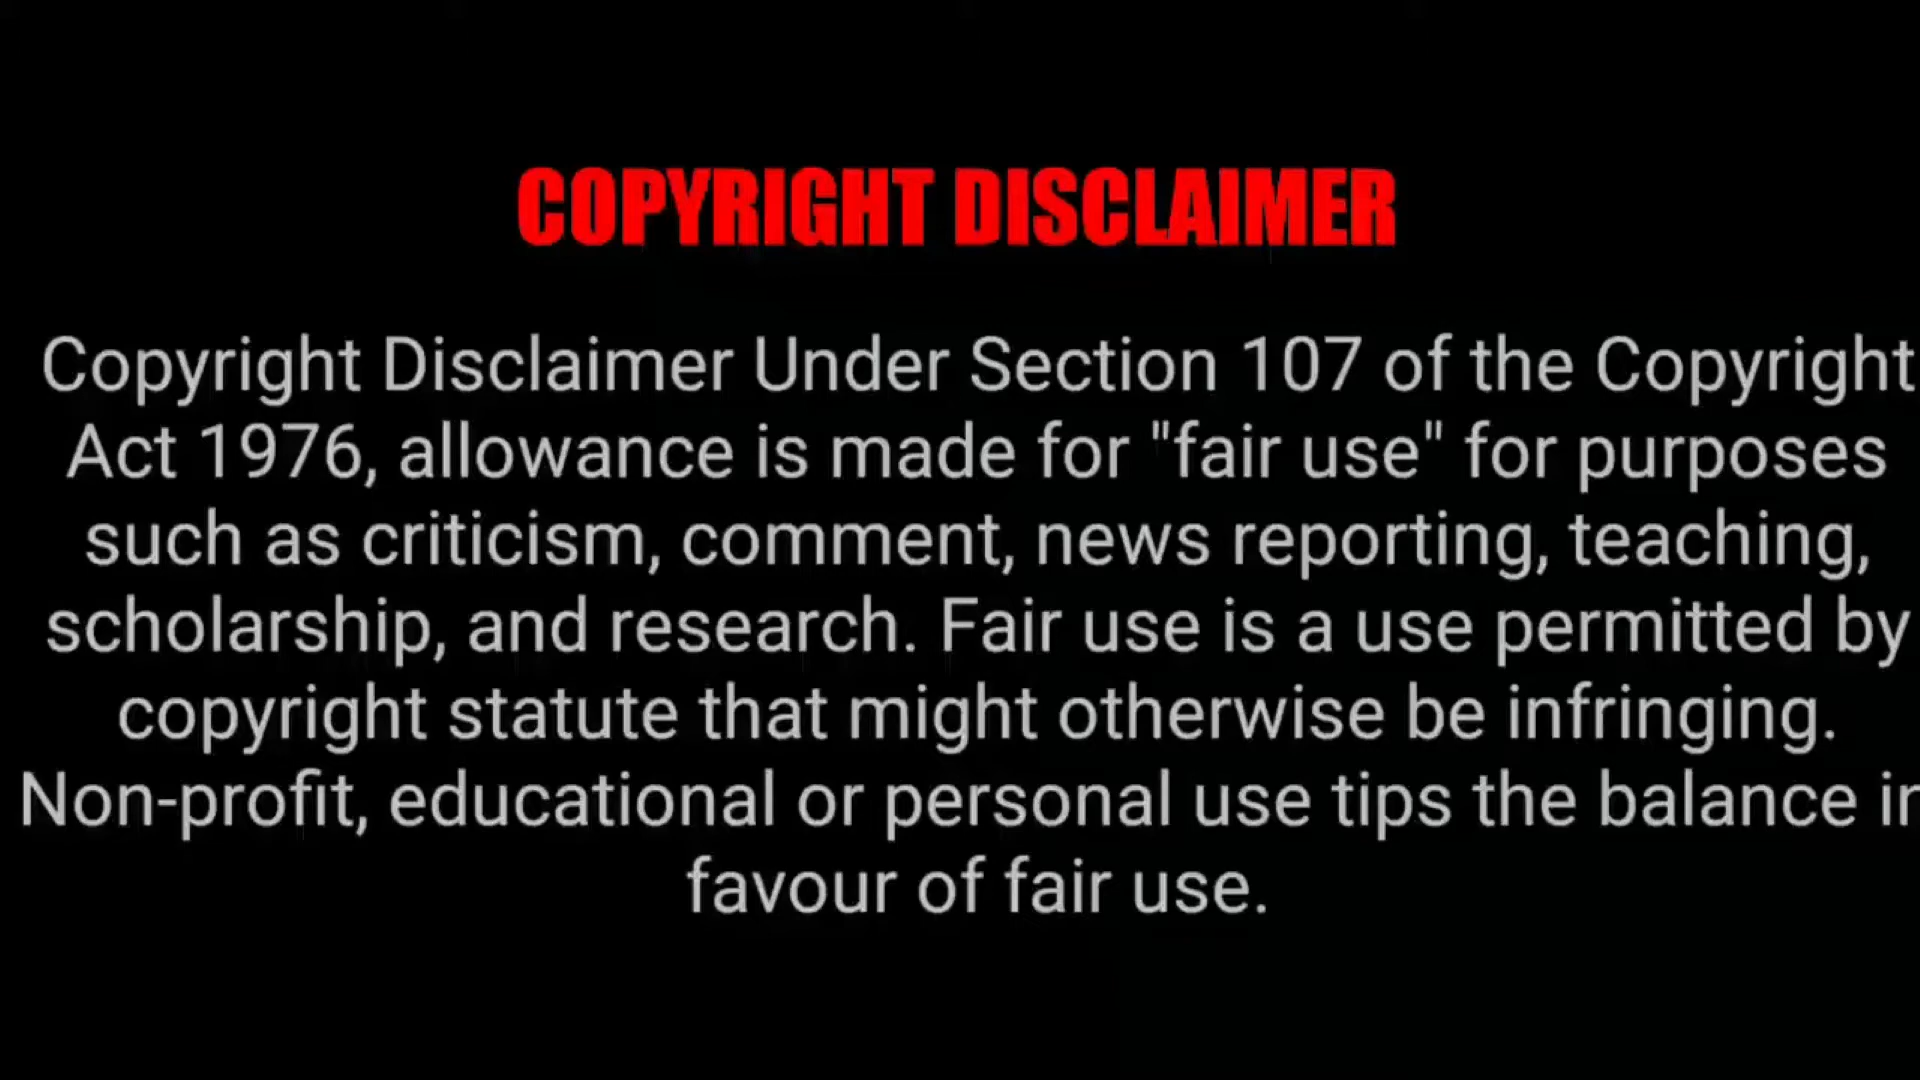 COPYRIGHT DISCLAIMER
Copyright Disclaimer Under Section 107 of the Copyright
Act 1976, allowance is made for "fair use" for purposes
such as criticism, comment, news reporting, teaching,
scholarship, and research. Fair use is a use permitted by
copyright statute that might otherwise be infringing.
Non-profit, educational or personal use tips the balance in
favour of fair use.